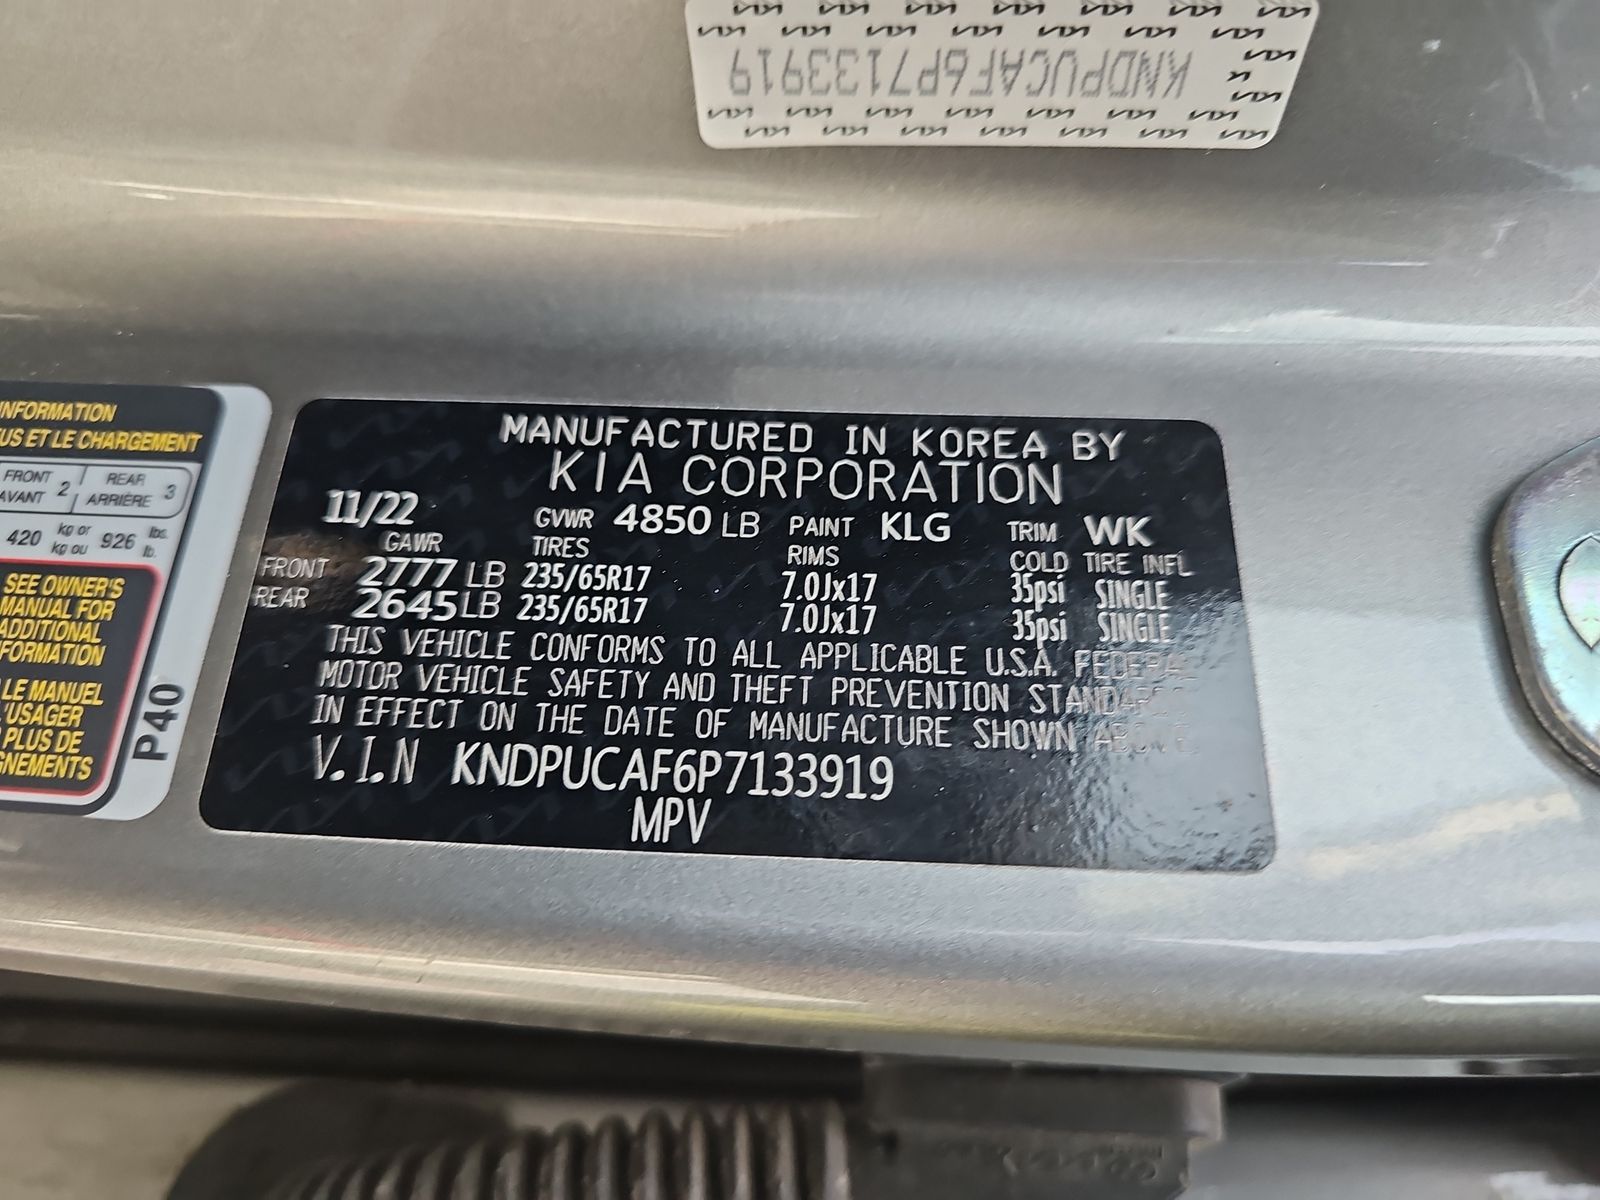 KNDPUCAF6P7133919
INFORMATION
US ET LE CHARGEMENT
FRONT 2 REAR 3
AVANT ARRIÈRE
420 kg or 926 lbs.
kg ou lb.
SEE OWNER'S
MANUAL FOR
ADDITIONAL
INFORMATION
LE MANUEL
USAGER
PLUS DE
GNEMENTS
P40
MANUFACTURED IN KOREA BY
KIA CORPORATION
11/22 GVWR 4850 LB PAINT KLG TRIM WK
GAWR TIRES RIMS COLD TIRE INFL
FRONT 2777 LB 235/65R17 7.0Jx17 35psi SINGLE
REAR 2645 LB 235/65R17 7.0Jx17 35psi SINGLE
THIS VEHICLE CONFORMS TO ALL APPLICABLE U.S.A. FEDERAL
MOTOR VEHICLE SAFETY AND THEFT PREVENTION STANDARDS
IN EFFECT ON THE DATE OF MANUFACTURE SHOWN ABOVE.
V.I.N KNDPUCAF6P7133919
MPV